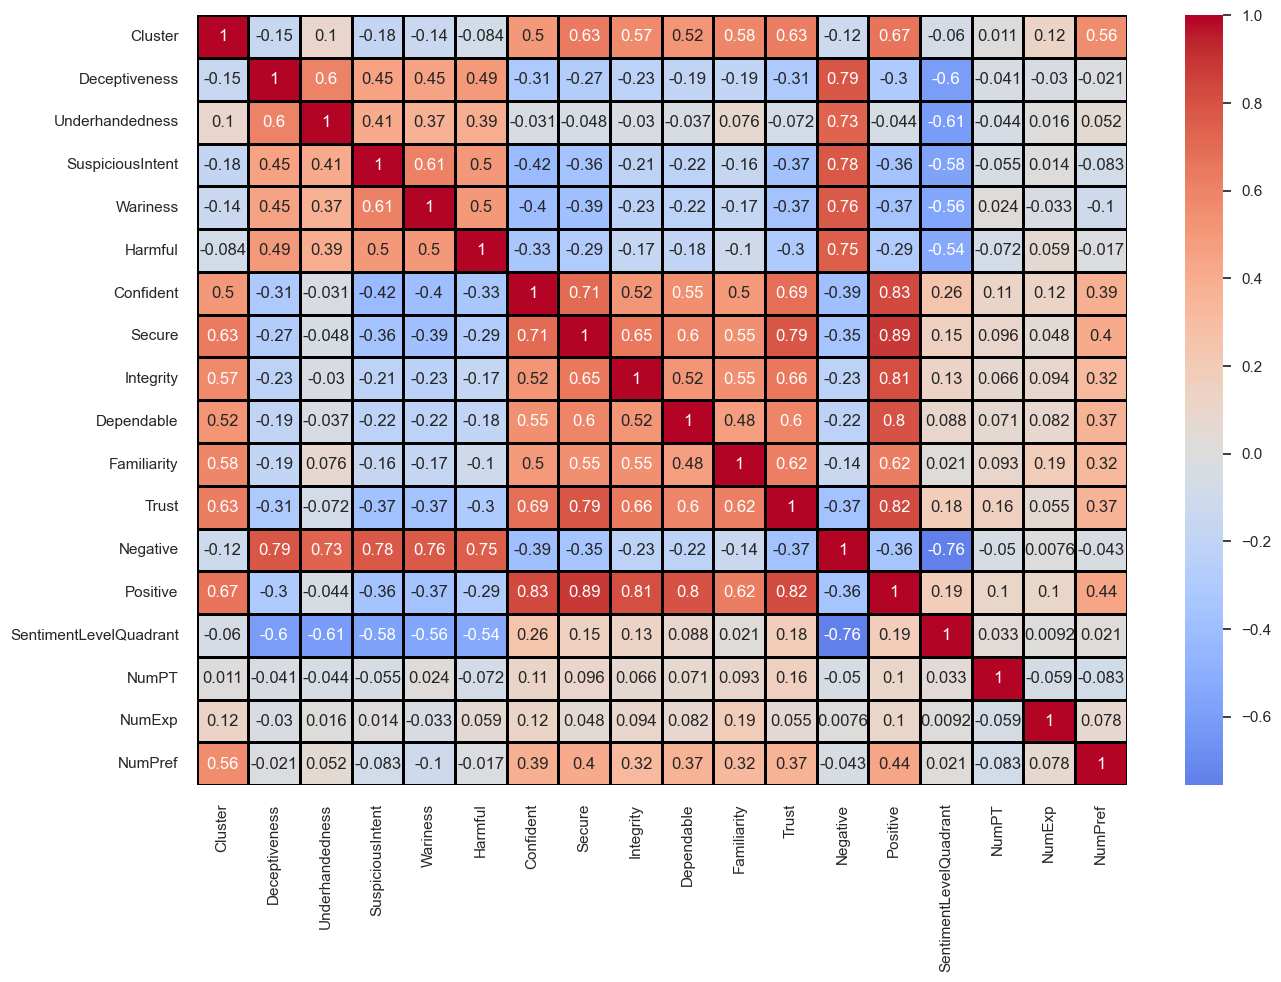 Cluster 1 -0.15 0.1 -0.18 -0.14 -0.084 0.5 0.63 0.57 0.52 0.58 0.63 -0.12 0.67 -0.06 0.011 0.12 0.56
Deceptiveness -0.15 1 0.6 0.45 0.45 0.49 -0.31 -0.27 -0.23 -0.19 -0.19 -0.31 0.79 -0.3 -0.6 -0.041 -0.03 -0.021
Underhandedness 0.1 0.6 1 0.41 0.37 0.39 -0.031 -0.048 -0.03 -0.037 0.076 -0.072 0.73 -0.044 -0.61 -0.044 0.016 0.052
SuspiciousIntent -0.18 0.45 0.41 1 0.61 0.5 -0.42 -0.36 -0.21 -0.22 -0.16 -0.37 0.78 -0.36 -0.58 -0.055 0.014 -0.083
Wariness -0.14 0.45 0.37 0.61 1 0.5 -0.4 -0.39 -0.23 -0.22 -0.17 -0.37 0.76 -0.37 -0.56 0.024 -0.033 -0.1
Harmful -0.084 0.49 0.39 0.5 0.5 1 -0.33 -0.29 -0.17 -0.18 -0.1 -0.3 0.75 -0.29 -0.54 -0.072 0.059 -0.017
Confident 0.5 -0.31 -0.031 -0.42 -0.4 -0.33 1 0.71 0.52 0.55 0.5 0.69 -0.39 0.83 0.26 0.11 0.12 0.39
Secure 0.63 -0.27 -0.048 -0.36 -0.39 -0.29 0.71 1 0.65 0.6 0.55 0.79 -0.35 0.89 0.15 0.096 0.048 0.4
Integrity 0.57 -0.23 -0.03 -0.21 -0.23 -0.17 0.52 0.65 1 0.52 0.55 0.66 -0.23 0.81 0.13 0.066 0.094 0.32
Dependable 0.52 -0.19 -0.037 -0.22 -0.22 -0.18 0.55 0.6 0.52 1 0.48 0.6 -0.22 0.8 0.088 0.071 0.082 0.37
Familiarity 0.58 -0.19 0.076 -0.16 -0.17 -0.1 0.5 0.55 0.55 0.48 1 0.62 -0.14 0.62 0.021 0.093 0.19 0.32
Trust 0.63 -0.31 -0.072 -0.37 -0.37 -0.3 0.69 0.79 0.66 0.6 0.62 1 -0.37 0.82 0.18 0.16 0.055 0.37
Negative -0.12 0.79 0.73 0.78 0.76 0.75 -0.39 -0.35 -0.23 -0.22 -0.14 -0.37 1 -0.36 -0.76 -0.05 0.0076 -0.043
Positive 0.67 -0.3 -0.044 -0.36 -0.37 -0.29 0.83 0.89 0.81 0.8 0.62 0.82 -0.36 1 0.19 0.1 0.1 0.44
SentimentLevelQuadrant -0.06 -0.6 -0.61 -0.58 -0.56 -0.54 0.26 0.15 0.13 0.088 0.021 0.18 -0.76 0.19 1 0.033 0.0092 0.021
NumPT 0.011 -0.041 -0.044 -0.055 0.024 -0.072 0.11 0.096 0.066 0.071 0.093 0.16 -0.05 0.1 0.033 1 -0.059 -0.083
NumExp 0.12 -0.03 0.016 0.014 -0.033 0.059 0.12 0.048 0.094 0.082 0.19 0.055 0.0076 0.1 0.0092 -0.059 1 0.078
NumPref 0.56 -0.021 0.052 -0.083 -0.1 -0.017 0.39 0.4 0.32 0.37 0.32 0.37 -0.043 0.44 0.021 -0.083 0.078 1
Cluster
Deceptiveness
Underhandedness
SuspiciousIntent
Wariness
Harmful
Confident
Secure
Integrity
Dependable
Familiarity
Trust
Negative
Positive
SentimentLevelQuadrant
NumPT
NumExp
NumPref
1.0
0.8
0.6
0.4
0.2
0.0
−0.2
−0.4
−0.6